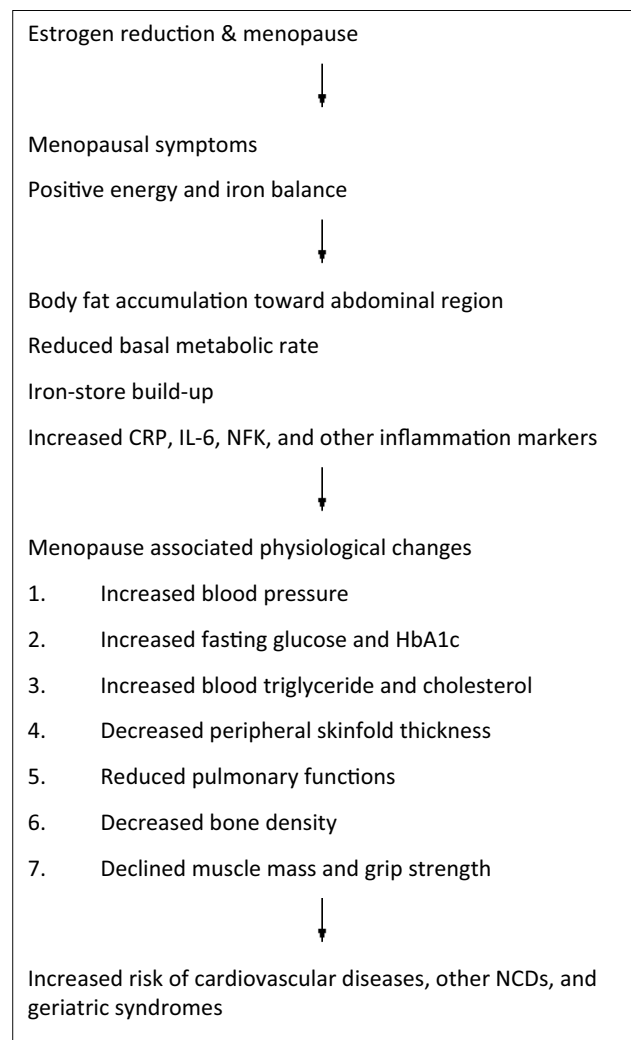 Estrogen reduction & menopause
Menopausal symptoms
Positive energy and iron balance
Body fat accumulation toward abdominal region
Reduced basal metabolic rate
Iron-store build-up
Increased CRP, IL-6, NFK, and other inflammation markers
Menopause associated physiological changes
1. Increased blood pressure
2. Increased fasting glucose and HbA1c
3. Increased blood triglyceride and cholesterol
4. Decreased peripheral skinfold thickness
5. Reduced pulmonary functions
6. Decreased bone density
7. Declined muscle mass and grip strength
Increased risk of cardiovascular diseases, other NCDs, and
geriatric syndromes